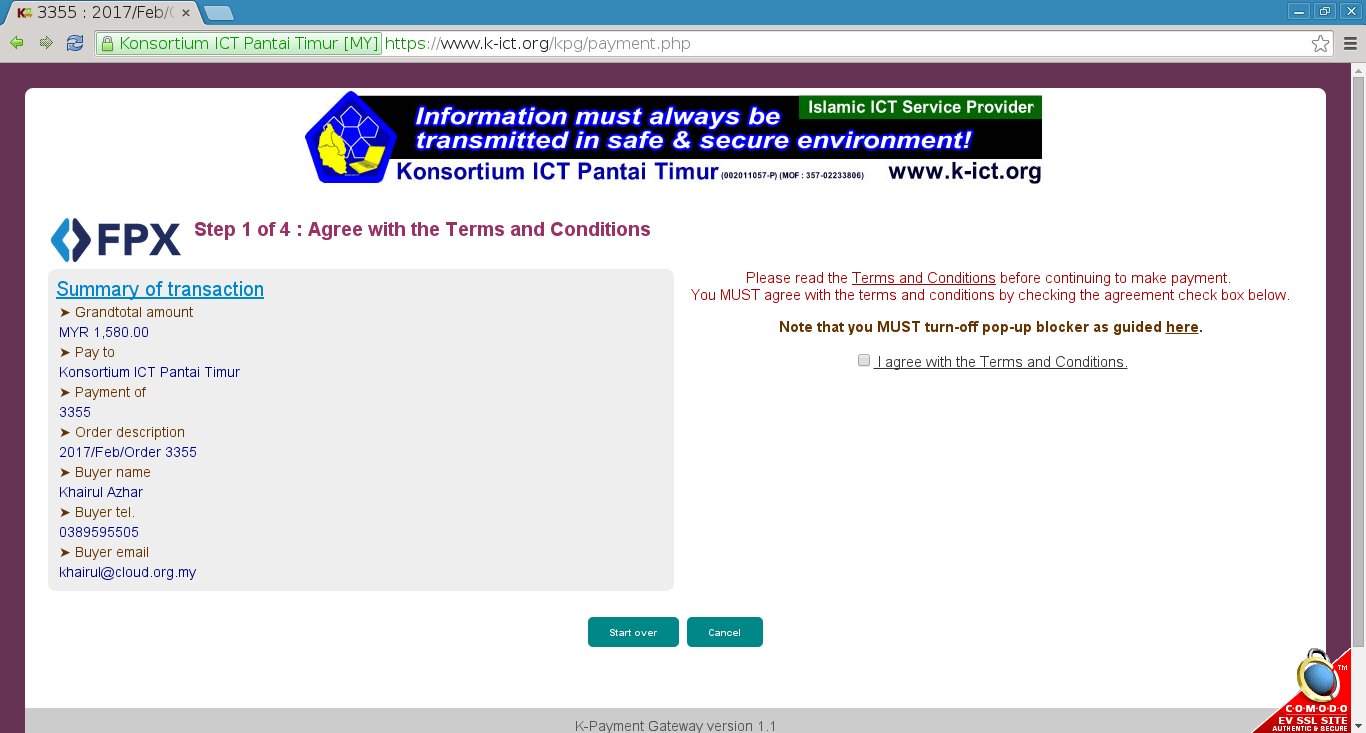 3355 : 2017/Feb/
Konsortium ICT Pantai Timur [MY] https://www.k-ict.org/kpg/payment.php
Islamic ICT Service Provider
Information must always be
transmitted in safe & secure environment!
Konsortium ICT Pantai Timur (002011057-P) (MOF : 357-02233806) www.k-ict.org
FPX
Step 1 of 4 : Agree with the Terms and Conditions
Summary of transaction
➤ Grandtotal amount
MYR 1,580.00
➤ Pay to
Konsortium ICT Pantai Timur
➤ Payment of
3355
➤ Order description
2017/Feb/Order 3355
➤ Buyer name
Khairul Azhar
➤ Buyer tel.
0389595505
➤ Buyer email
khairul@cloud.org.my
Please read the Terms and Conditions before continuing to make payment.
You MUST agree with the terms and conditions by checking the agreement check box below.
Note that you MUST turn-off pop-up blocker as guided here.
I agree with the Terms and Conditions.
Start over
Cancel
K-Payment Gateway version 1.1
TM
COMODO
EV SSL SITE
AUTHENTIC & SECURE